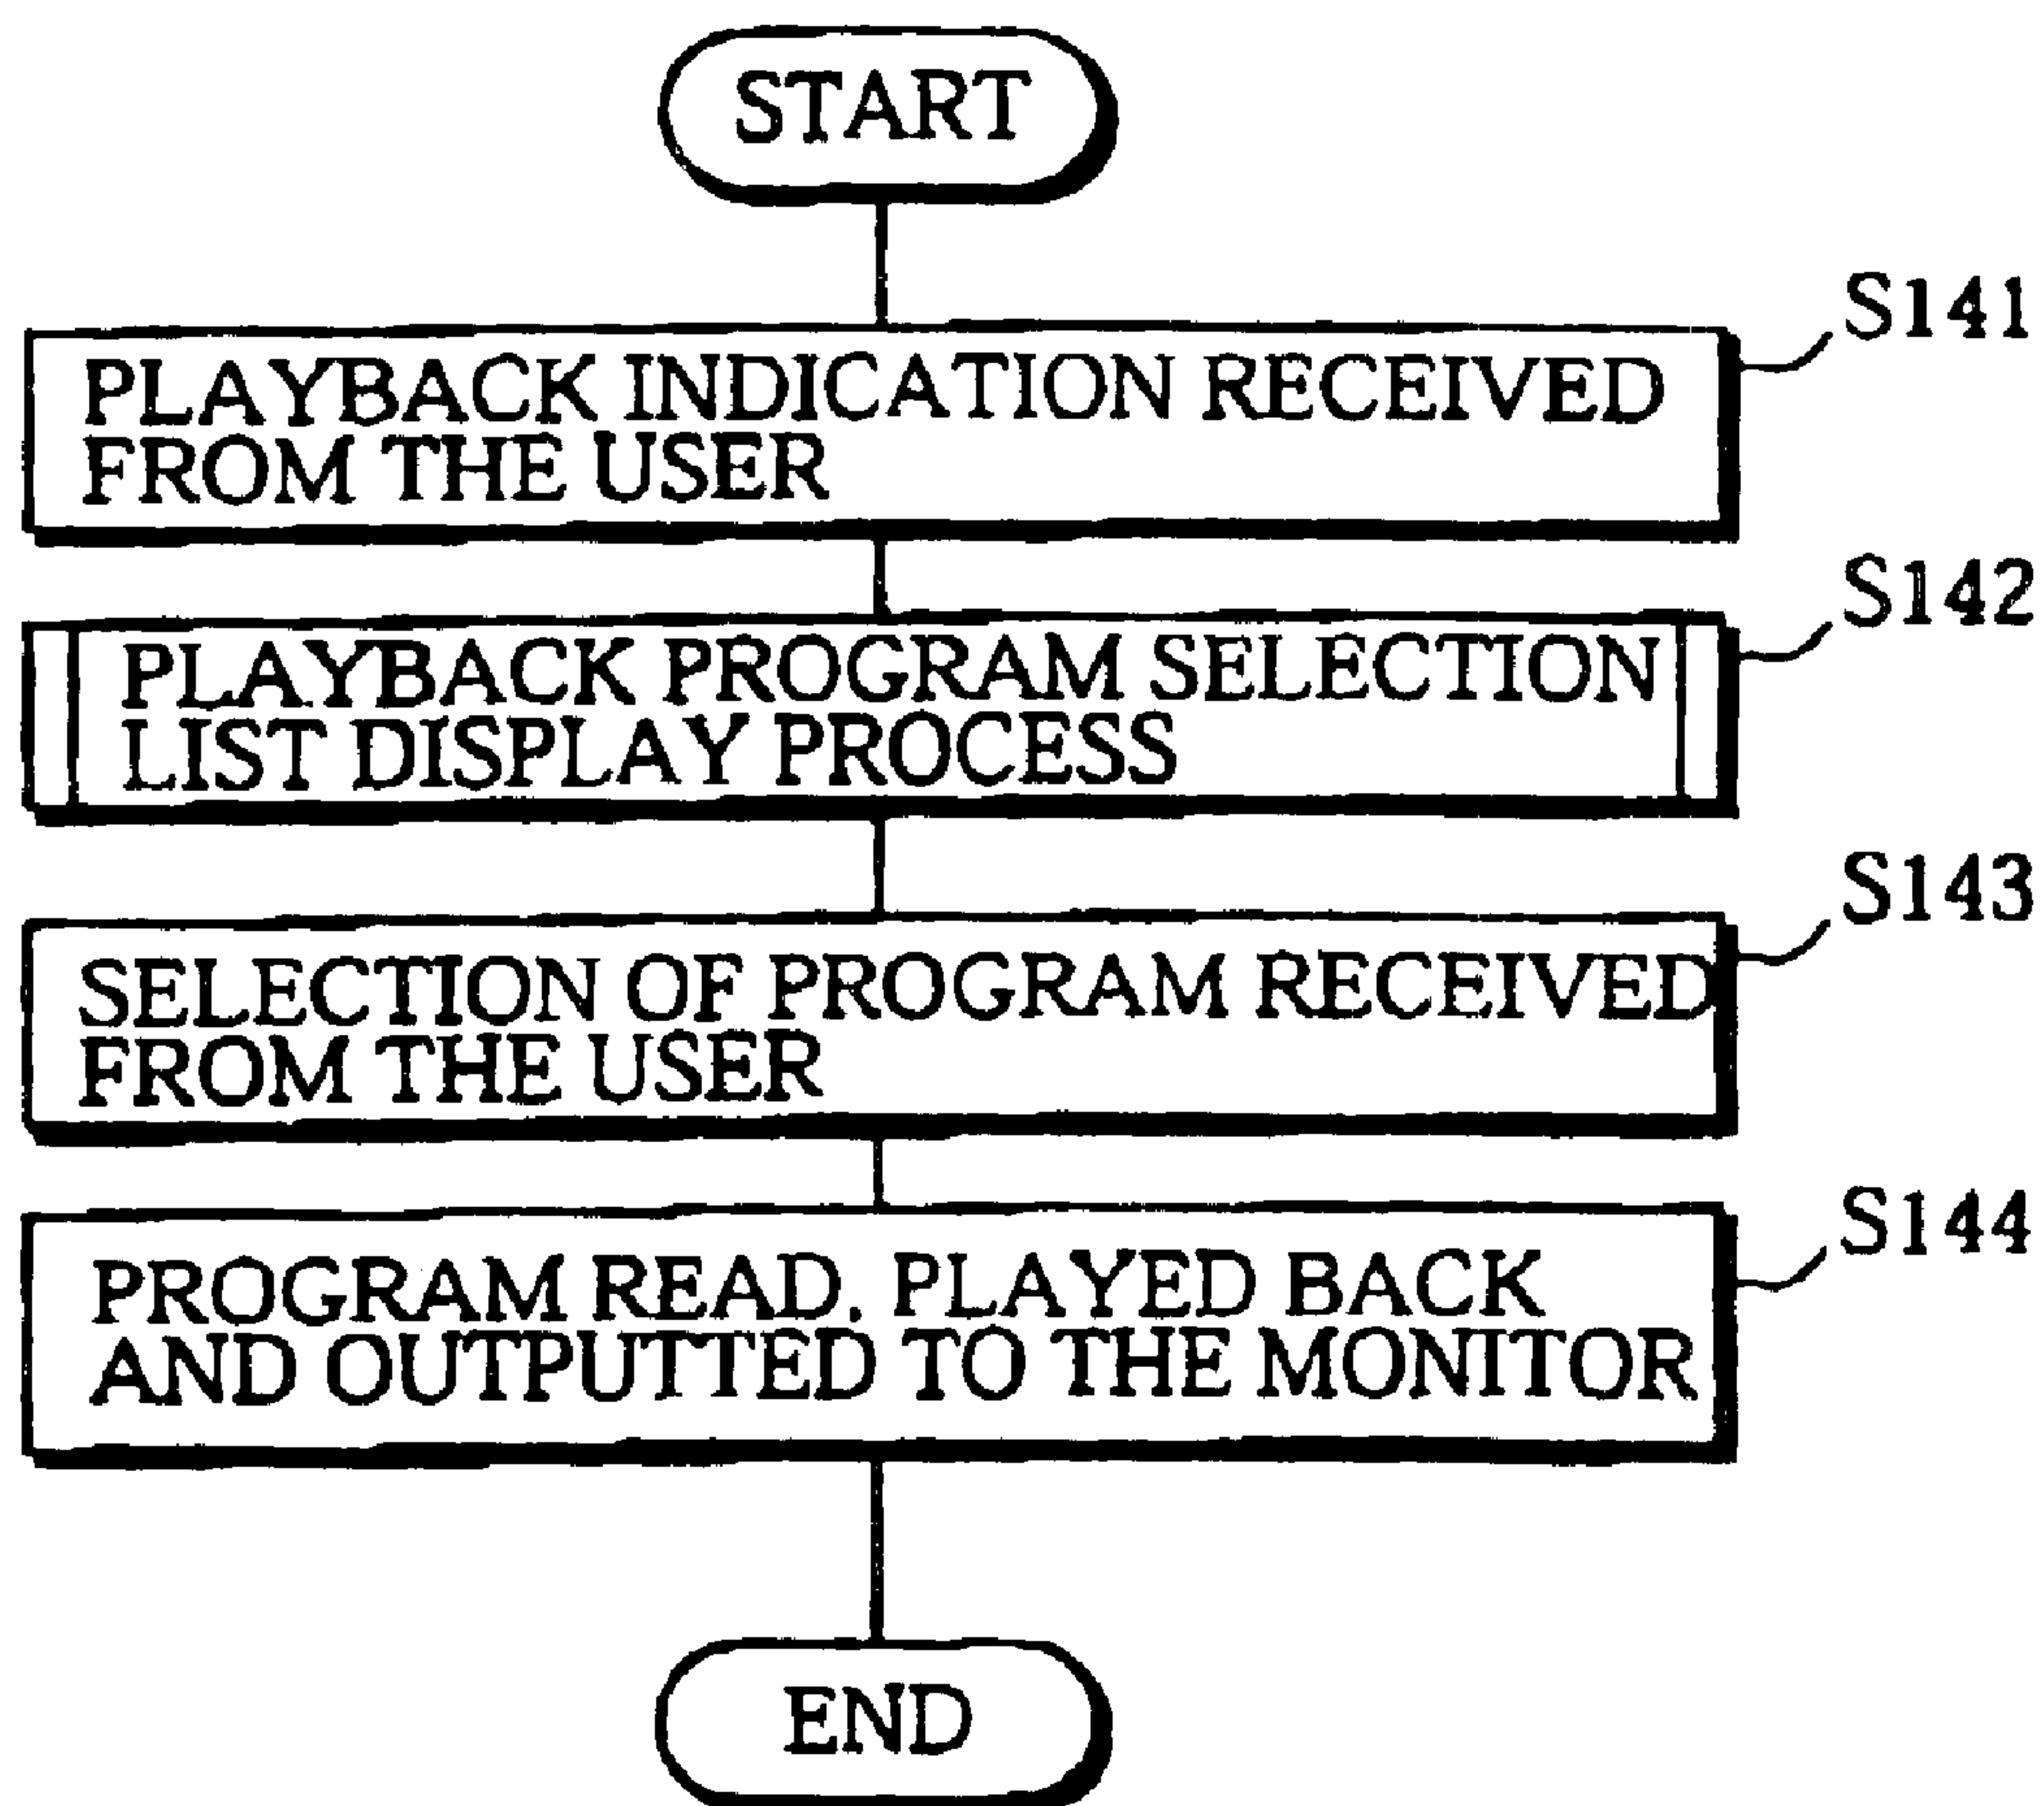 START
S141
PLAYBACK INDICATION RECEIVED
FROM THE USER
S142
PLAYBACK PROGRAM SELECTION
LIST DISPLAY PROCESS
S143
SELECTION OF PROGRAM RECEIVED
FROM THE USER
S144
PROGRAM READ, PLAYED BACK
AND OUTPUTTED TO THE MONITOR
END